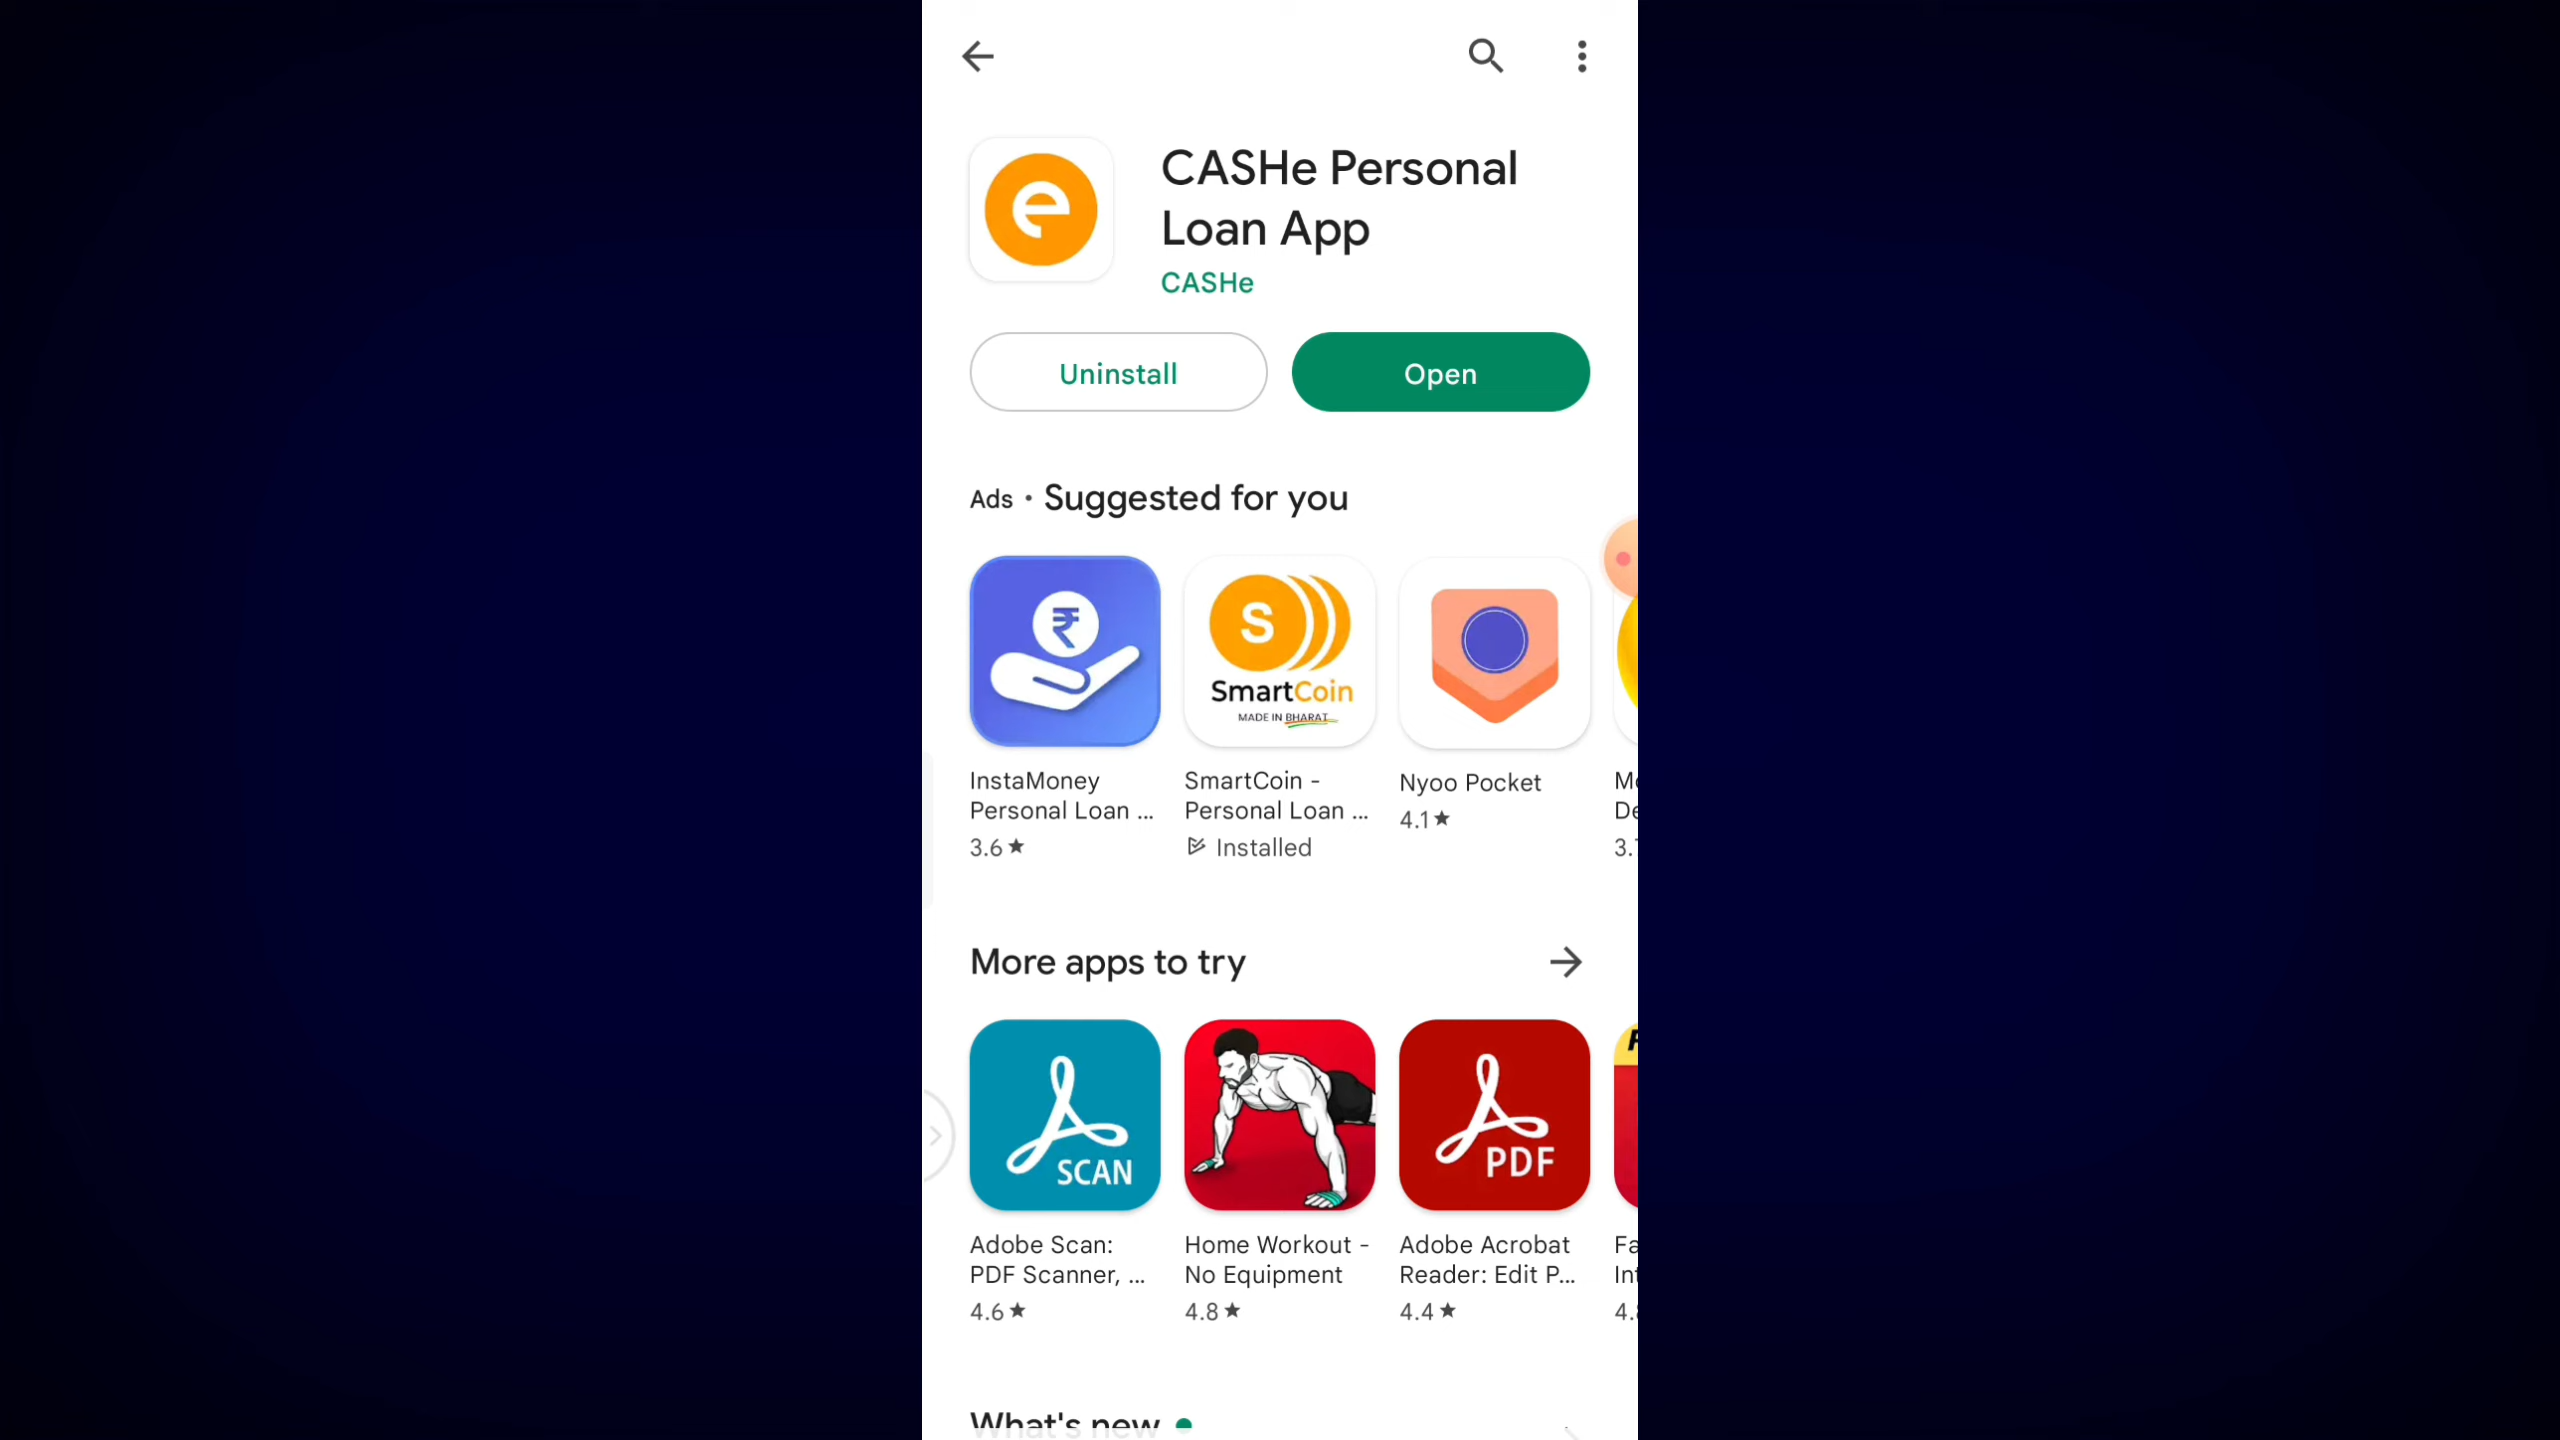 CASHe Personal
Loan App
CASHe
Uninstall
Open
Ads • Suggested for you
S
SmartCoin
MADE IN BHARAT
InstaMoney
Personal Loan ...
3.6 ★
SmartCoin -
Personal Loan ...
Installed
Nyoo Pocket
4.1 ★
3.7
More apps to try
SCAN
PDF
Adobe Scan:
PDF Scanner, ...
4.6 ★
Home Workout -
No Equipment
4.8 ★
Adobe Acrobat
Reader: Edit P...
4.4 ★
What's new